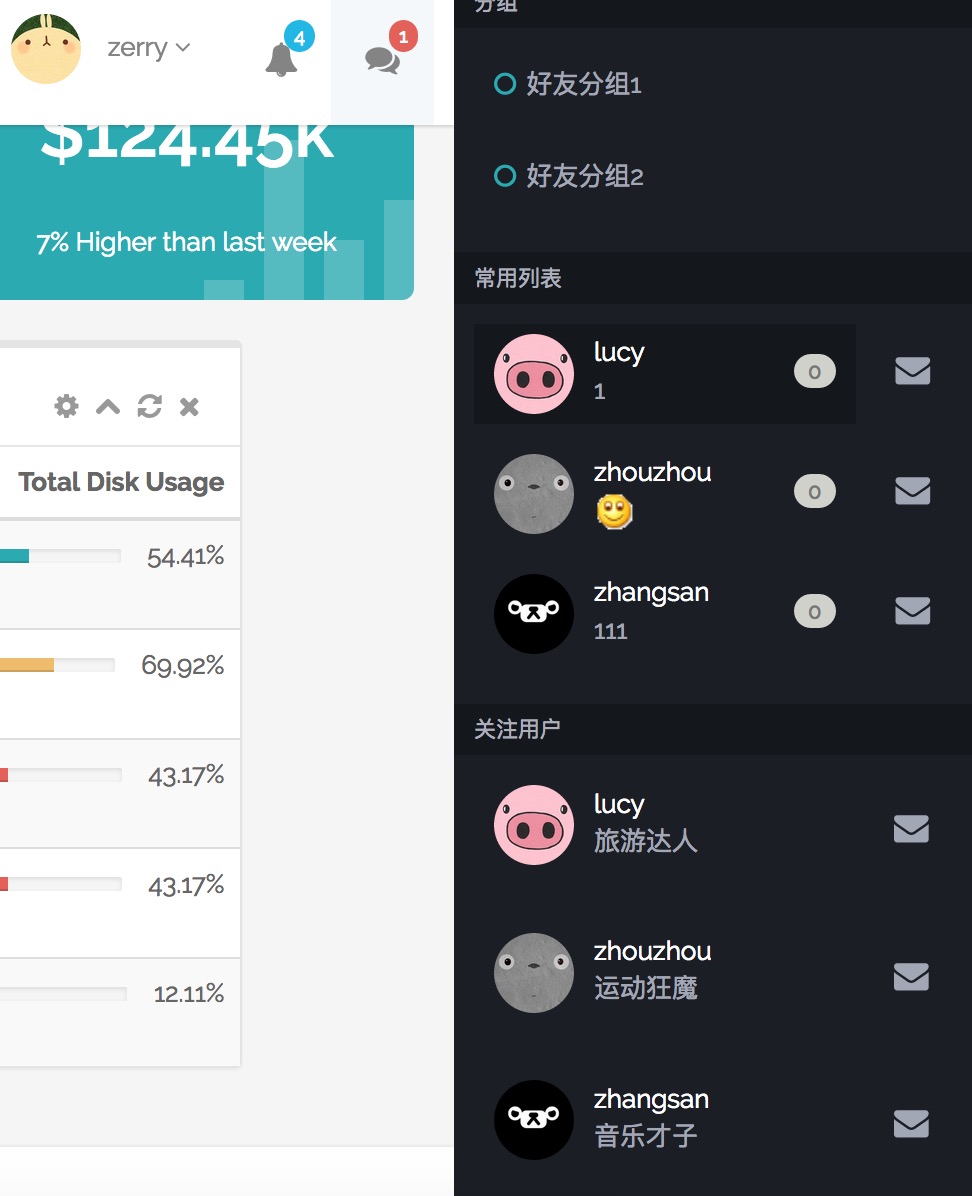 zerry
4
1
$124.45K
7% Higher than last week
Total Disk Usage
54.41%
69.92%
43.17%
43.17%
12.11%
分组
好友分组1
好友分组2
常用列表
lucy
1
0
zhouzhou
0
zhangsan
111
0
关注用户
lucy
旅游达人
zhouzhou
运动狂魔
zhangsan
音乐才子